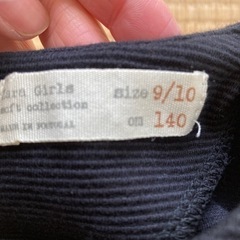 Zara Girls
soft collection
MADE IN PORTUGAL
size 9/10
cm 140